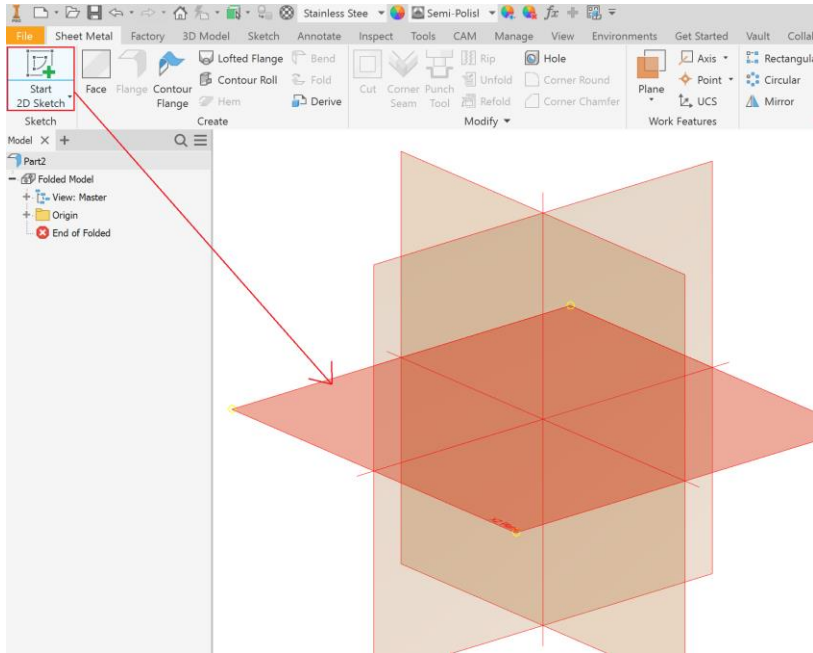 PRO
Stainless Stee
Semi-Polisl
fx
File Sheet Metal Factory 3D Model Sketch Annotate Inspect Tools CAM Manage View Environments Get Started Vault Collal
Start
2D Sketch
Face
Flange
Contour
Flange
Lofted Flange
Contour Roll
Hem
Bend
Fold
Derive
Cut
Corner
Seam
Punch
Tool
Rip
Unfold
Refold
Hole
Corner Round
Corner Chamfer
Plane
Axis
Point
UCS
Rectangula
Circular
Mirror
Sketch Create Modify Work Features
Model
Part2
Folded Model
View: Master
Origin
End of Folded